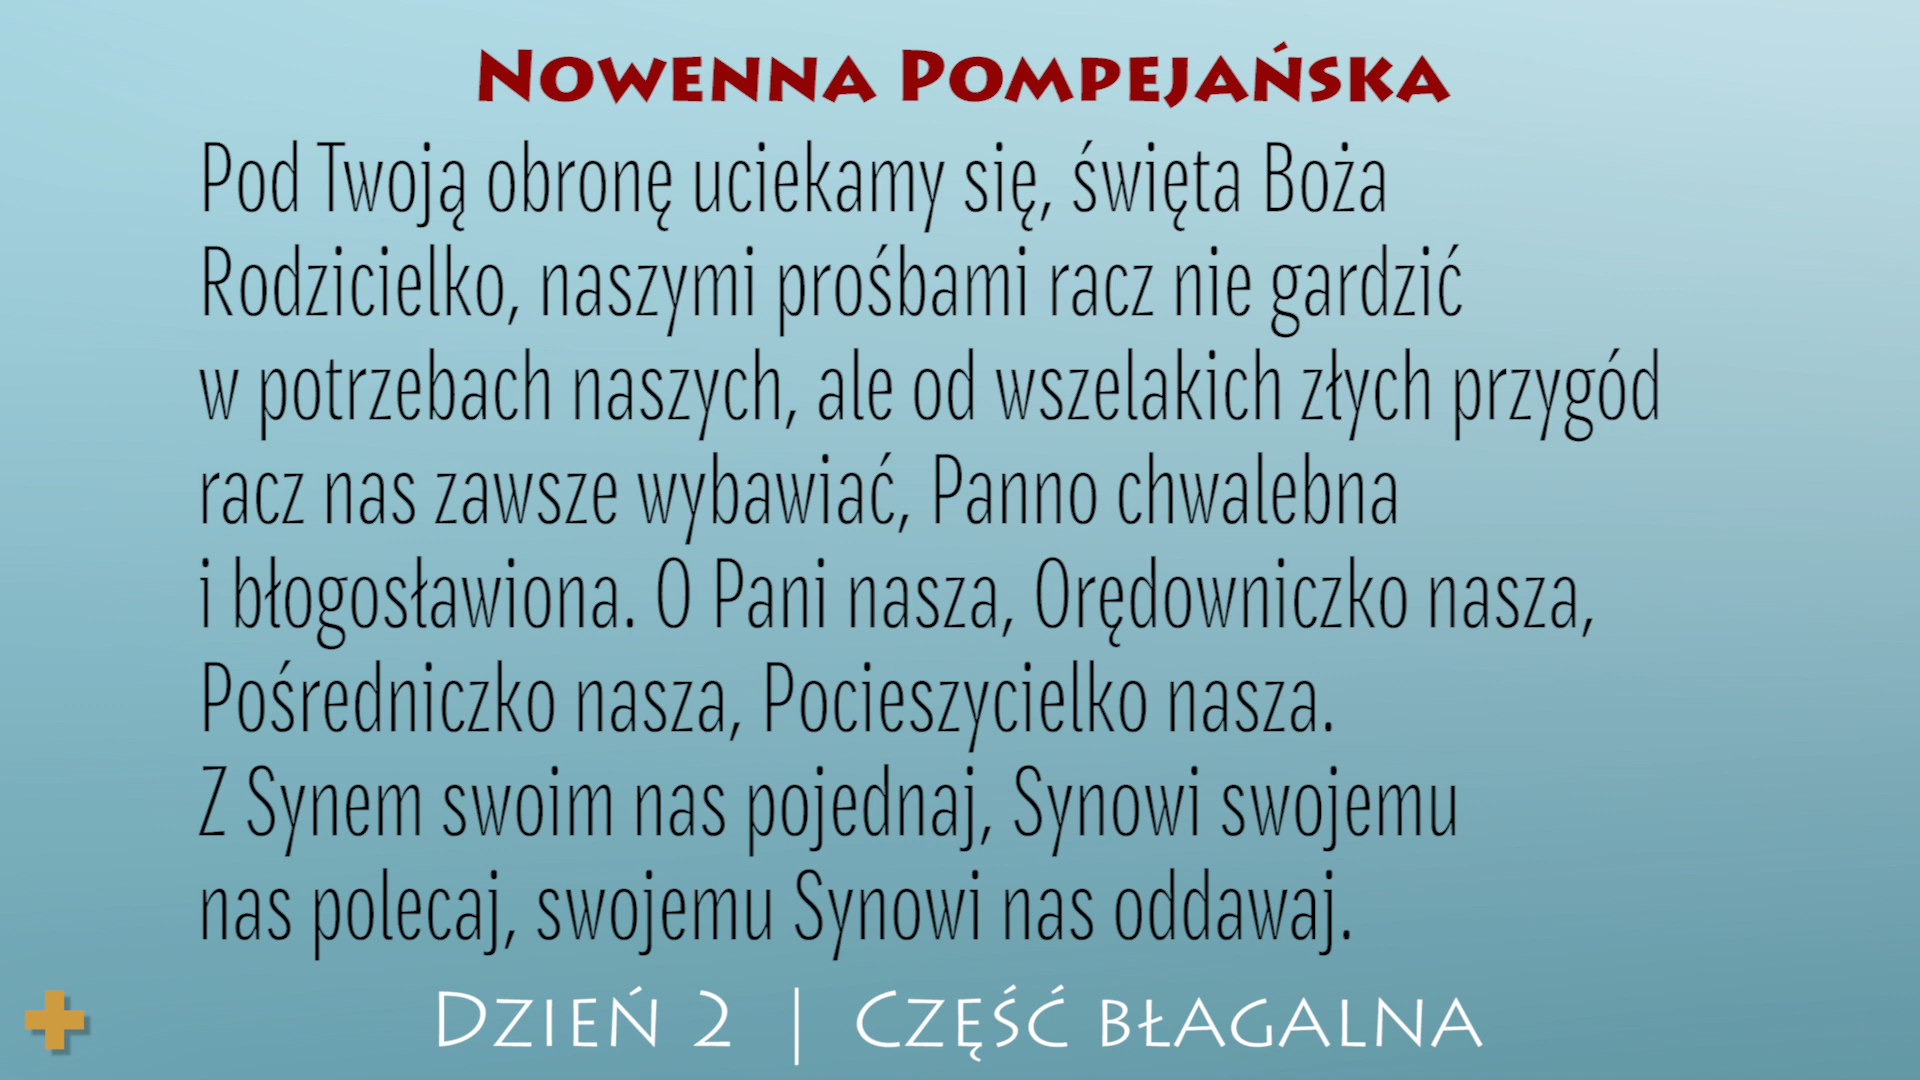 Nowenna Pompejańska
Pod Twoją obronę uciekamy się, święta Boża
Rodzicielko, naszymi prośbami racz nie gardzić
w potrzebach naszych, ale od wszelakich złych przygód
racz nas zawsze wybawiać, Panno chwalebna
i błogosławiona. O Pani nasza, Orędowniczko nasza,
Pośredniczko nasza, Pocieszycielko nasza.
Z Synem swoim nas pojednaj, Synowi swojemu
nas polecaj, swojemu Synowi nas oddawaj.
Dzień 2 | Część błagalna